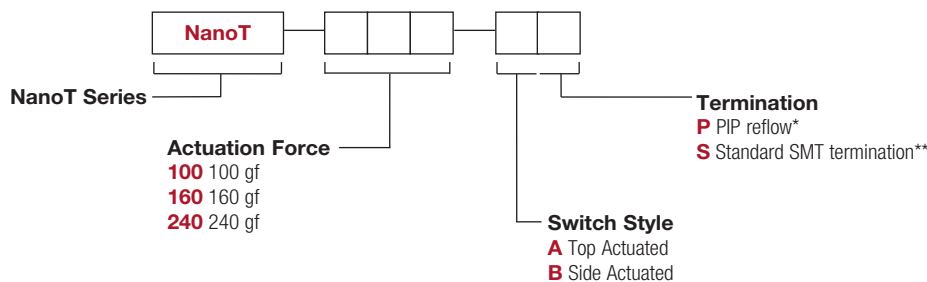 NanoT
NanoT Series
Actuation Force
100 100 gf
160 160 gf
240 240 gf
Switch Style
A Top Actuated
B Side Actuated
Termination
P PIP reflow*
S Standard SMT termination**